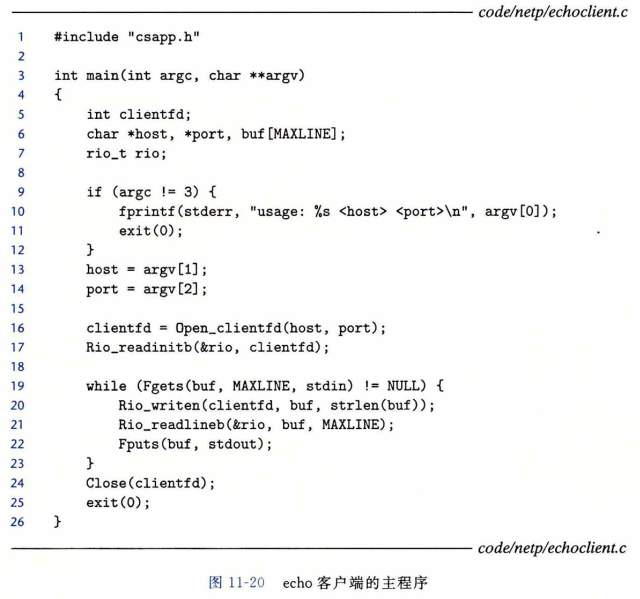 code/netp/echoclient.c
1 #include "csapp.h"
2
3 int main(int argc, char **argv)
4 {
5     int clientfd;
6     char *host, *port, buf[MAXLINE];
7     rio_t rio;
8
9     if (argc != 3) {
10         fprintf(stderr, "usage: %s <host> <port>\n", argv[0]);
11         exit(0);
12     }
13     host = argv[1];
14     port = argv[2];
15
16     clientfd = Open_clientfd(host, port);
17     Rio_readinitb(&rio, clientfd);
18
19     while (Fgets(buf, MAXLINE, stdin) != NULL) {
20         Rio_writen(clientfd, buf, strlen(buf));
21         Rio_readlineb(&rio, buf, MAXLINE);
22         Fputs(buf, stdout);
23     }
24     Close(clientfd);
25     exit(0);
26 }
code/netp/echoclient.c
图 11-20 echo 客户端的主程序